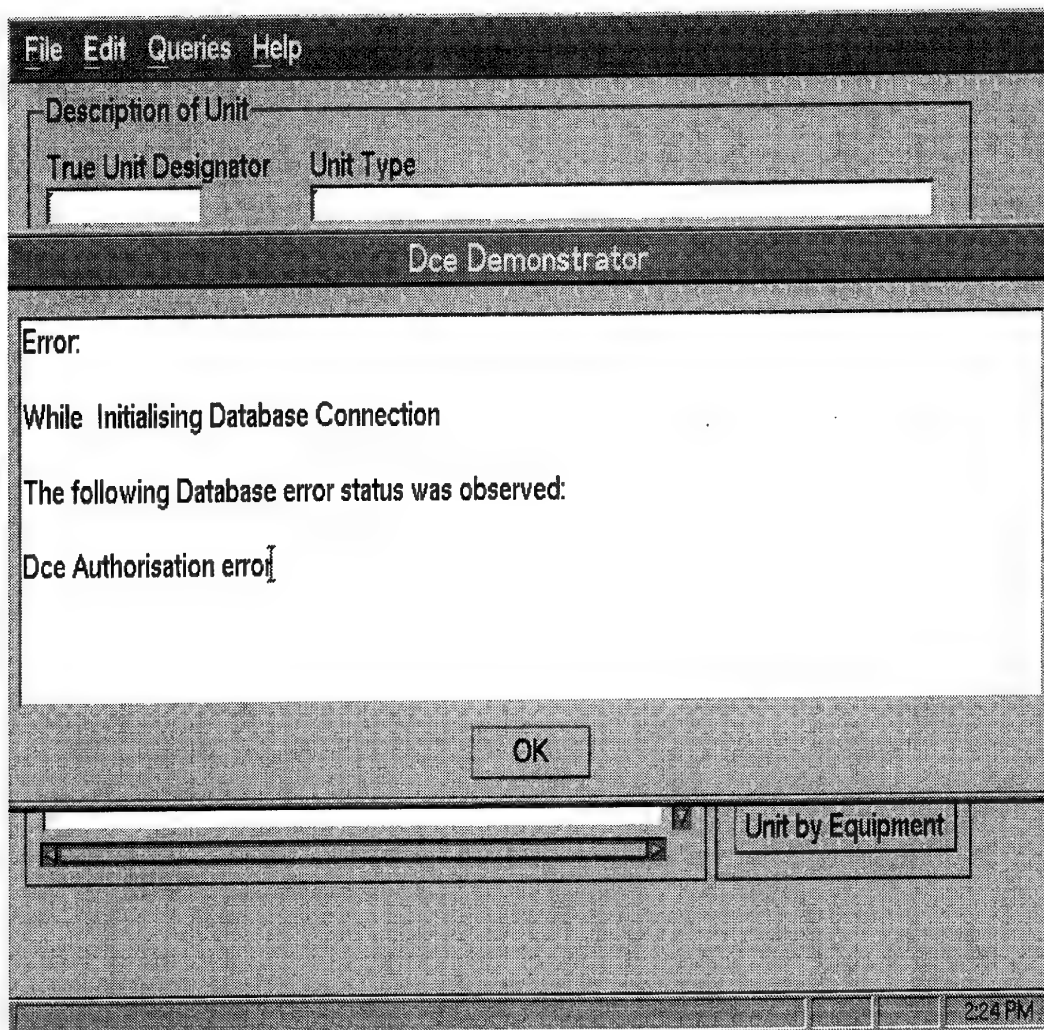 File Edit Queries Help
Description of Unit
True Unit Designator Unit Type
Dce Demonstrator
Error:
While Initialising Database Connection
The following Database error status was observed:
Dce Authorisation error
OK
Unit by Equipment
2:24 PM